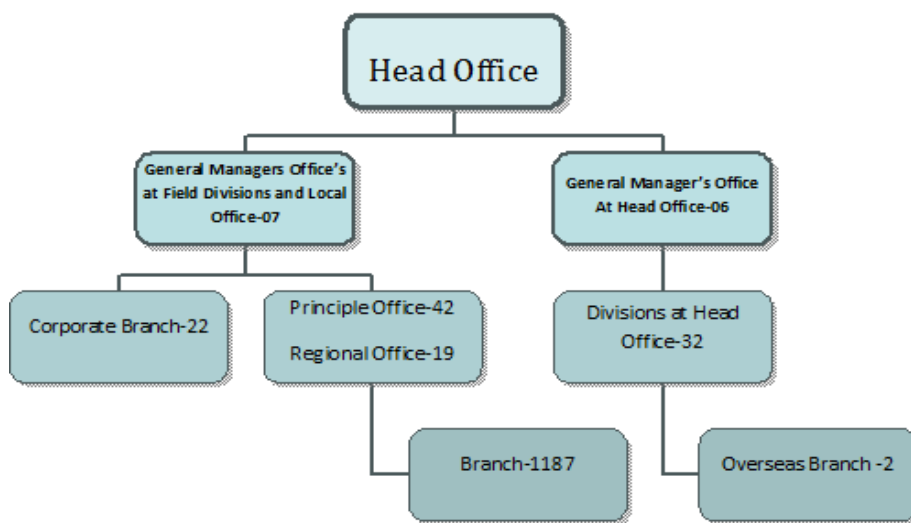 Head Office
General Managers Office's
at Field Divisions and Local
Office-07
General Manager's Office
At Head Office-06
Corporate Branch-22
Principle Office-42
Regional Office-19
Divisions at Head
Office-32
Branch-1187
Overseas Branch -2